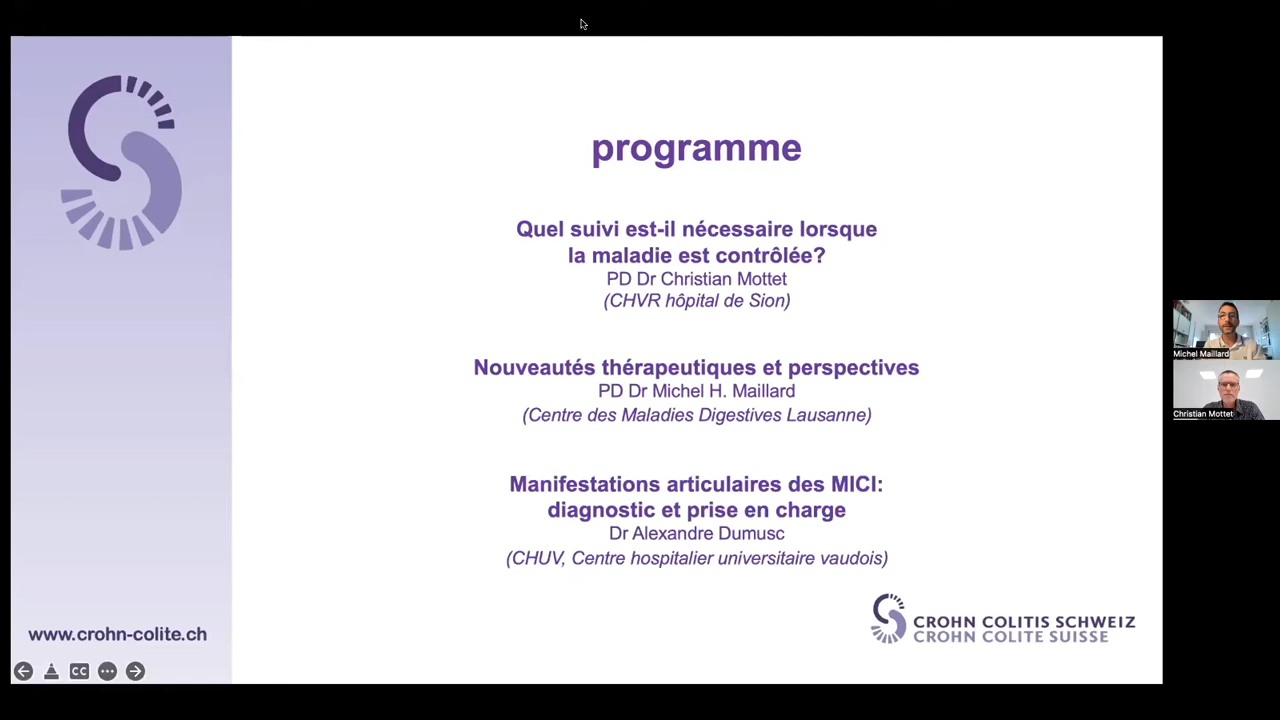 programme
Quel suivi est-il nécessaire lorsque
la maladie est contrôlée?
PD Dr Christian Mottet
(CHVR hôpital de Sion)
Nouveautés thérapeutiques et perspectives
PD Dr Michel H. Maillard
(Centre des Maladies Digestives Lausanne)
Manifestations articulaires des MICI:
diagnostic et prise en charge
Dr Alexandre Dumusc
(CHUV, Centre hospitalier universitaire vaudois)
www.crohn-colite.ch
CROHN COLITIS SCHWEIZ
CROHN COLITE SUISSE
CC
Michel Maillard
Christian Mottet